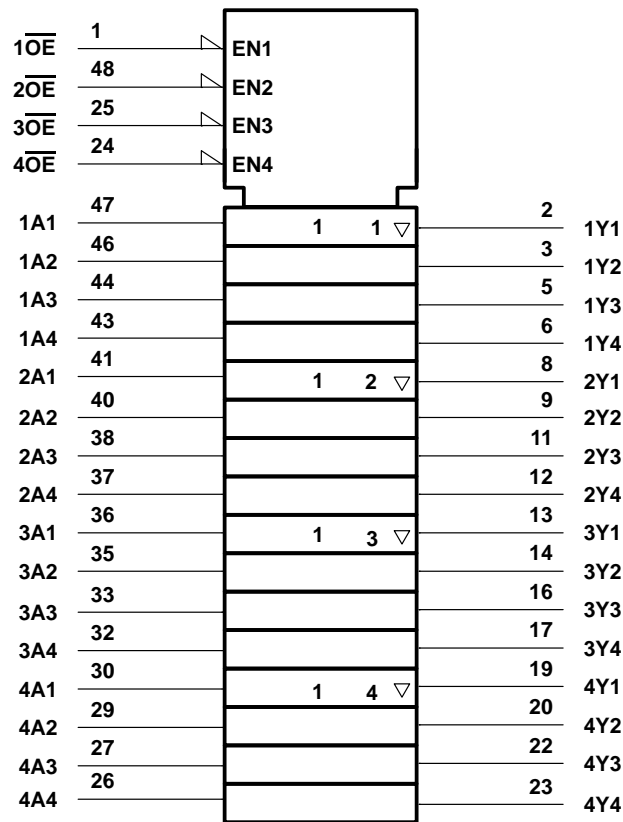 1O̅E̅ 1 EN1
2O̅E̅ 48 EN2
3O̅E̅ 25 EN3
4O̅E̅ 24 EN4
1A1 47 1 1 ▽ 2 1Y1
1A2 46 3 1Y2
1A3 44 5 1Y3
1A4 43 6 1Y4
2A1 41 1 2 ▽ 8 2Y1
2A2 40 9 2Y2
2A3 38 11 2Y3
2A4 37 12 2Y4
3A1 36 1 3 ▽ 13 3Y1
3A2 35 14 3Y2
3A3 33 16 3Y3
3A4 32 17 3Y4
4A1 30 1 4 ▽ 19 4Y1
4A2 29 20 4Y2
4A3 27 22 4Y3
4A4 26 23 4Y4